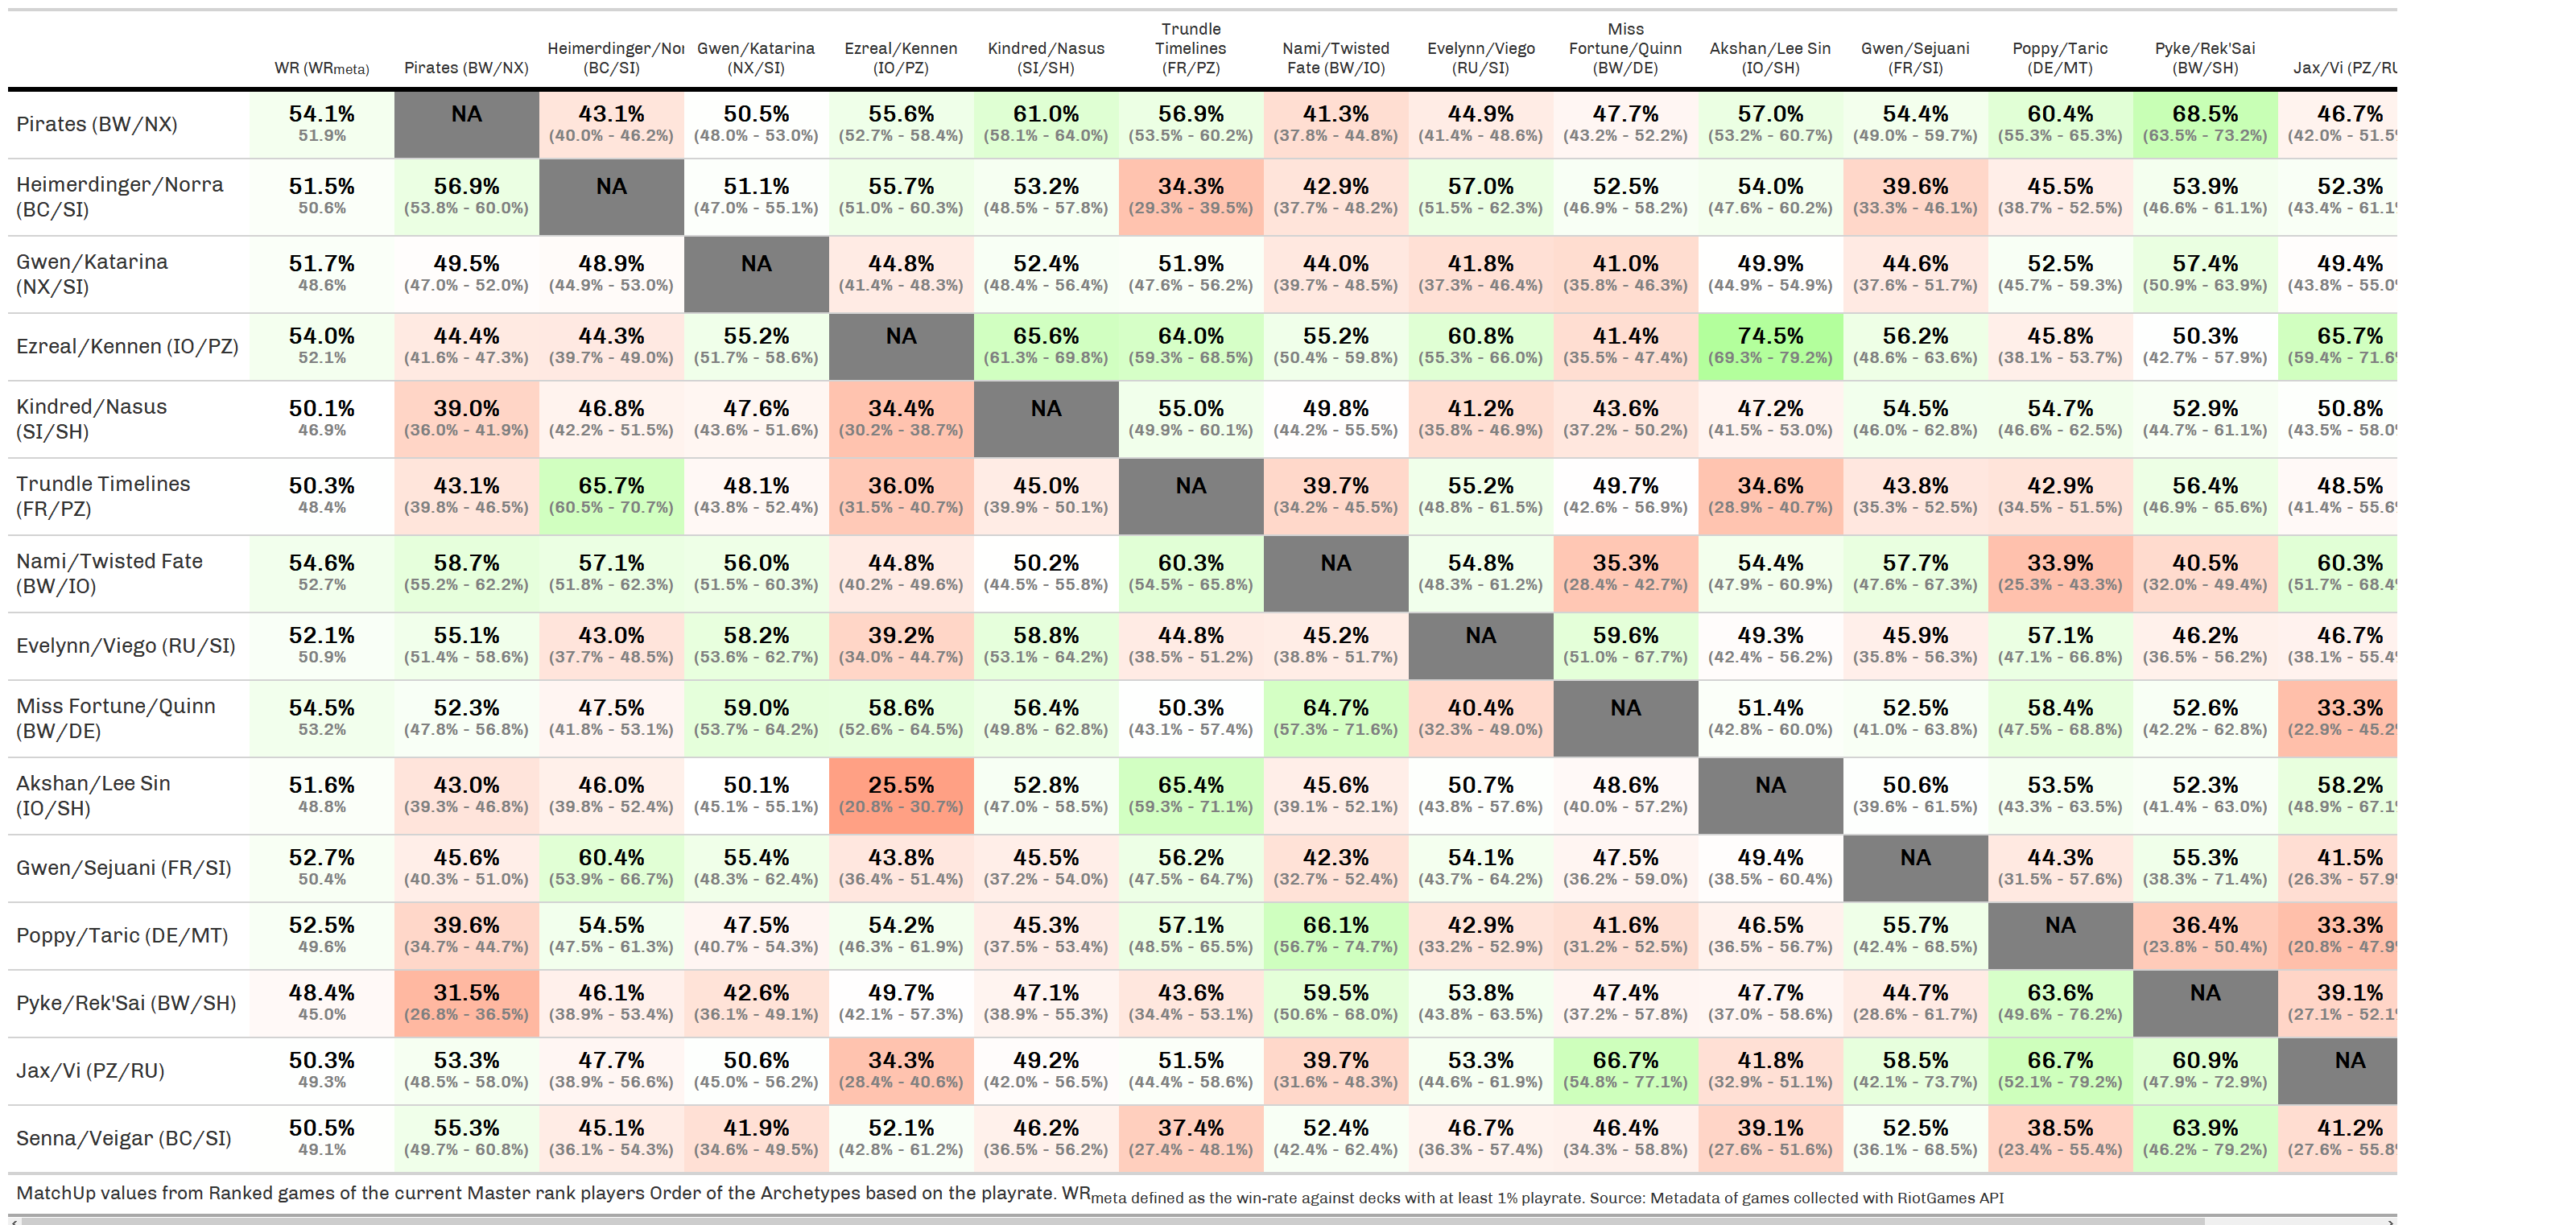 WR (WRmeta) Pirates (BW/NX) Heimerdinger/Nor (BC/SI) Gwen/Katarina (NX/SI) Ezreal/Kennen (IO/PZ) Kindred/Nasus (SI/SH) Trundle Timelines (FR/PZ) Nami/Twisted Fate (BW/IO) Evelynn/Viego (RU/SI) Miss Fortune/Quinn (BW/DE) Akshan/Lee Sin (IO/SH) Gwen/Sejuani (FR/SI) Poppy/Taric (DE/MT) Pyke/Rek'Sai (BW/SH) Jax/Vi (PZ/RU
Pirates (BW/NX) 54.1% NA 43.1% 50.5% 55.6% 61.0% 56.9% 41.3% 44.9% 47.7% 57.0% 54.4% 60.4% 68.5% 46.7%
51.9% (40.0% - 46.2%) (48.0% - 53.0%) (52.7% - 58.4%) (58.1% - 64.0%) (53.5% - 60.2%) (37.8% - 44.8%) (41.4% - 48.6%) (43.2% - 52.2%) (53.2% - 60.7%) (49.0% - 59.7%) (55.3% - 65.3%) (63.5% - 73.2%) (42.0% - 51.5%
Heimerdinger/Norra (BC/SI) 51.5% 56.9% NA 51.1% 55.7% 53.2% 34.3% 42.9% 57.0% 52.5% 54.0% 39.6% 45.5% 53.9% 52.3%
50.6% (53.8% - 60.0%) (47.0% - 55.1%) (51.0% - 60.3%) (48.5% - 57.8%) (29.3% - 39.5%) (37.7% - 48.2%) (51.5% - 62.3%) (46.9% - 58.2%) (47.6% - 60.2%) (33.3% - 46.1%) (38.7% - 52.5%) (46.6% - 61.1%) (43.4% - 61.1%
Gwen/Katarina (NX/SI) 51.7% 49.5% 48.9% NA 44.8% 52.4% 51.9% 44.0% 41.8% 41.0% 49.9% 44.6% 52.5% 57.4% 49.4%
48.6% (47.0% - 52.0%) (44.9% - 53.0%) (41.4% - 48.3%) (48.4% - 56.4%) (47.6% - 56.2%) (39.7% - 48.5%) (37.3% - 46.4%) (35.8% - 46.3%) (44.9% - 54.9%) (37.6% - 51.7%) (45.7% - 59.3%) (50.9% - 63.9%) (43.8% - 55.0%
Ezreal/Kennen (IO/PZ) 54.0% 44.4% 44.3% 55.2% NA 65.6% 64.0% 55.2% 60.8% 41.4% 74.5% 56.2% 45.8% 50.3% 65.7%
52.1% (41.6% - 47.3%) (39.7% - 49.0%) (51.7% - 58.6%) (61.3% - 69.8%) (59.3% - 68.5%) (50.4% - 59.8%) (55.3% - 66.0%) (35.5% - 47.4%) (69.3% - 79.2%) (48.6% - 63.6%) (38.1% - 53.7%) (42.7% - 57.9%) (59.4% - 71.6%
Kindred/Nasus (SI/SH) 50.1% 39.0% 46.8% 47.6% 34.4% NA 55.0% 49.8% 41.2% 43.6% 47.2% 54.5% 54.7% 52.9% 50.8%
46.9% (36.0% - 41.9%) (42.2% - 51.5%) (43.6% - 51.6%) (30.2% - 38.7%) (49.9% - 60.1%) (44.2% - 55.5%) (35.8% - 46.9%) (37.2% - 50.2%) (41.5% - 53.0%) (46.0% - 62.8%) (46.6% - 62.5%) (44.7% - 61.1%) (43.5% - 58.0%
Trundle Timelines (FR/PZ) 50.3% 43.1% 65.7% 48.1% 36.0% 45.0% NA 39.7% 55.2% 49.7% 34.6% 43.8% 42.9% 56.4% 48.5%
48.4% (39.8% - 46.5%) (60.5% - 70.7%) (43.8% - 52.4%) (31.5% - 40.7%) (39.9% - 50.1%) (34.2% - 45.5%) (48.8% - 61.5%) (42.6% - 56.9%) (28.9% - 40.7%) (35.3% - 52.5%) (34.5% - 51.5%) (46.9% - 65.6%) (41.4% - 55.6%
Nami/Twisted Fate (BW/IO) 54.6% 58.7% 57.1% 56.0% 44.8% 50.2% 60.3% NA 54.8% 35.3% 54.4% 57.7% 33.9% 40.5% 60.3%
52.7% (55.2% - 62.2%) (51.8% - 62.3%) (51.5% - 60.3%) (40.2% - 49.6%) (44.5% - 55.8%) (54.5% - 65.8%) (48.3% - 61.2%) (28.4% - 42.7%) (47.9% - 60.9%) (47.6% - 67.3%) (25.3% - 43.3%) (32.0% - 49.4%) (51.7% - 68.4%
Evelynn/Viego (RU/SI) 52.1% 55.1% 43.0% 58.2% 39.2% 58.8% 44.8% 45.2% NA 59.6% 49.3% 45.9% 57.1% 46.2% 46.7%
50.9% (51.4% - 58.6%) (37.7% - 48.5%) (53.6% - 62.7%) (34.0% - 44.7%) (53.1% - 64.2%) (38.5% - 51.2%) (38.8% - 51.7%) (51.0% - 67.7%) (42.4% - 56.2%) (35.8% - 56.3%) (47.1% - 66.8%) (36.5% - 56.2%) (38.1% - 55.4%
Miss Fortune/Quinn (BW/DE) 54.5% 52.3% 47.5% 59.0% 58.6% 56.4% 50.3% 64.7% 40.4% NA 51.4% 52.5% 58.4% 52.6% 33.3%
53.2% (47.8% - 56.8%) (41.8% - 53.1%) (53.7% - 64.2%) (52.6% - 64.5%) (49.8% - 62.8%) (43.1% - 57.4%) (57.3% - 71.6%) (32.3% - 49.0%) (42.8% - 60.0%) (41.0% - 63.8%) (47.5% - 68.8%) (42.2% - 62.8%) (22.9% - 45.2%
Akshan/Lee Sin (IO/SH) 51.6% 43.0% 46.0% 50.1% 25.5% 52.8% 65.4% 45.6% 50.7% 48.6% NA 50.6% 53.5% 52.3% 58.2%
48.8% (39.3% - 46.8%) (39.8% - 52.4%) (45.1% - 55.1%) (20.8% - 30.7%) (47.0% - 58.5%) (59.3% - 71.1%) (39.1% - 52.1%) (43.8% - 57.6%) (40.0% - 57.2%) (39.6% - 61.5%) (43.3% - 63.5%) (41.4% - 63.0%) (48.9% - 67.1%
Gwen/Sejuani (FR/SI) 52.7% 45.6% 60.4% 55.4% 43.8% 45.5% 56.2% 42.3% 54.1% 47.5% 49.4% NA 44.3% 55.3% 41.5%
50.4% (40.3% - 51.0%) (53.9% - 66.7%) (48.3% - 62.4%) (36.4% - 51.4%) (37.2% - 54.0%) (47.5% - 64.7%) (32.7% - 52.4%) (43.7% - 64.2%) (36.2% - 59.0%) (38.5% - 60.4%) (31.5% - 57.6%) (38.3% - 71.4%) (26.3% - 57.9%
Poppy/Taric (DE/MT) 52.5% 39.6% 54.5% 47.5% 54.2% 45.3% 57.1% 66.1% 42.9% 41.6% 46.5% 55.7% NA 36.4% 33.3%
49.6% (34.7% - 44.7%) (47.5% - 61.3%) (40.7% - 54.3%) (46.3% - 61.9%) (37.5% - 53.4%) (48.5% - 65.5%) (56.7% - 74.7%) (33.2% - 52.9%) (31.2% - 52.5%) (36.5% - 56.7%) (42.4% - 68.5%) (23.8% - 50.4%) (20.8% - 47.9%
Pyke/Rek'Sai (BW/SH) 48.4% 31.5% 46.1% 42.6% 49.7% 47.1% 43.6% 59.5% 53.8% 47.4% 47.7% 44.7% 63.6% NA 39.1%
45.0% (26.8% - 36.5%) (38.9% - 53.4%) (36.1% - 49.1%) (42.1% - 57.3%) (38.9% - 55.3%) (34.4% - 53.1%) (50.6% - 68.0%) (43.8% - 63.5%) (37.2% - 57.8%) (37.0% - 58.6%) (28.6% - 61.7%) (49.6% - 76.2%) (27.1% - 52.1%
Jax/Vi (PZ/RU) 50.3% 53.3% 47.7% 50.6% 34.3% 49.2% 51.5% 39.7% 53.3% 66.7% 41.8% 58.5% 66.7% 60.9% NA
49.3% (48.5% - 58.0%) (38.9% - 56.6%) (45.0% - 56.2%) (28.4% - 40.6%) (42.0% - 56.5%) (44.4% - 58.6%) (31.6% - 48.3%) (44.6% - 61.9%) (54.8% - 77.1%) (32.9% - 51.1%) (42.1% - 73.7%) (52.1% - 79.2%) (47.9% - 72.9%)
Senna/Veigar (BC/SI) 50.5% 55.3% 45.1% 41.9% 52.1% 46.2% 37.4% 52.4% 46.7% 46.4% 39.1% 52.5% 38.5% 63.9% 41.2%
49.1% (49.7% - 60.8%) (36.1% - 54.3%) (34.6% - 49.5%) (42.8% - 61.2%) (36.5% - 56.2%) (27.4% - 48.1%) (42.4% - 62.4%) (36.3% - 57.4%) (34.3% - 58.8%) (27.6% - 51.6%) (36.1% - 68.5%) (23.4% - 55.4%) (46.2% - 79.2%) (27.6% - 55.8%
MatchUp values from Ranked games of the current Master rank players Order of the Archetypes based on the playrate. WRmeta defined as the win-rate against decks with at least 1% playrate. Source: Metadata of games collected with RiotGames API